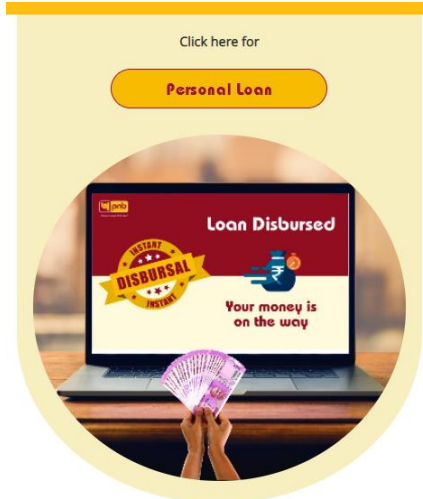 Click here for
Personal Loan
pnb
Loan Disbursed
INSTANT
DISBURSAL
INSTANT
₹
Your money is
on the way